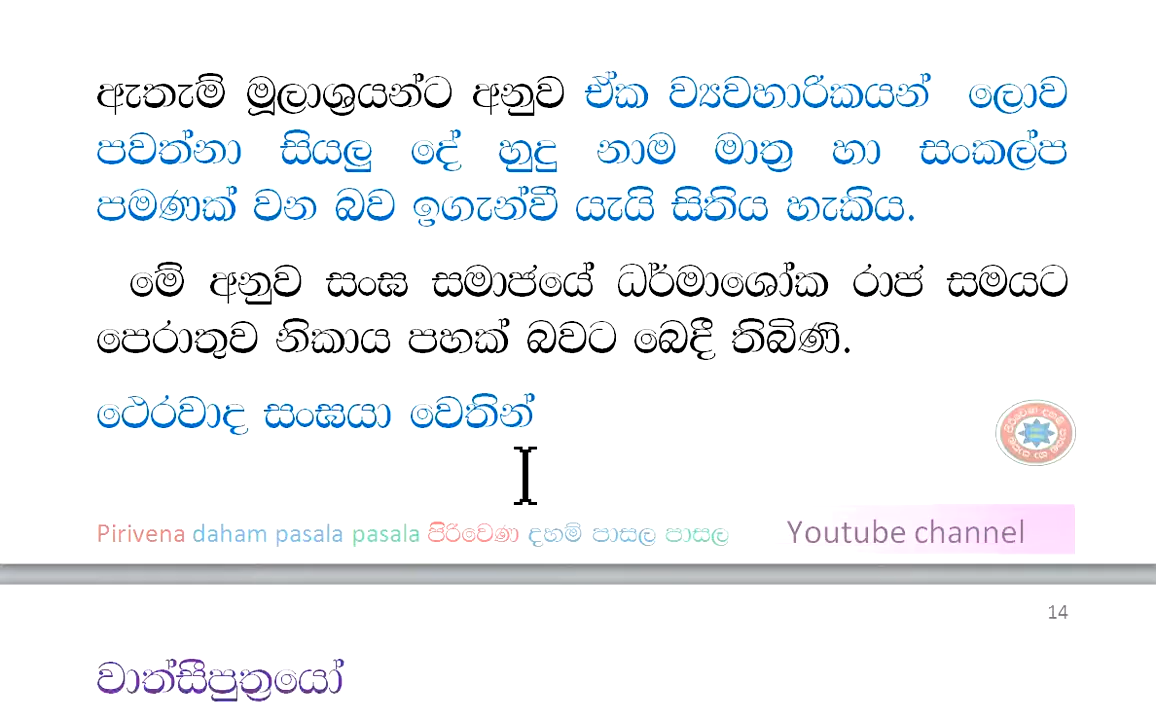 ඇතැම් මූලාශ්‍රයන්ට අනුව ඒක ව්‍යවහාරිකයන් ලොව
පවත්නා සියලු දේ හුදු නාම මාත්‍ර හා සංකල්ප
පමණක් වන බව ඉගැන්වී යැයි සිතිය හැකිය.
මේ අනුව සංඝ සමාජයේ ධර්මාශෝක රාජ සමයට
පෙරාතුව නිකාය පහක් බවට බෙදී තිබිණි.
ථෙරවාද සංඝයා වෙතින්
Pirivena daham pasala pasala පිරිවෙණ දහම් පාසල පාසල Youtube channel
14
වාත්සීපුත්‍රයෝ